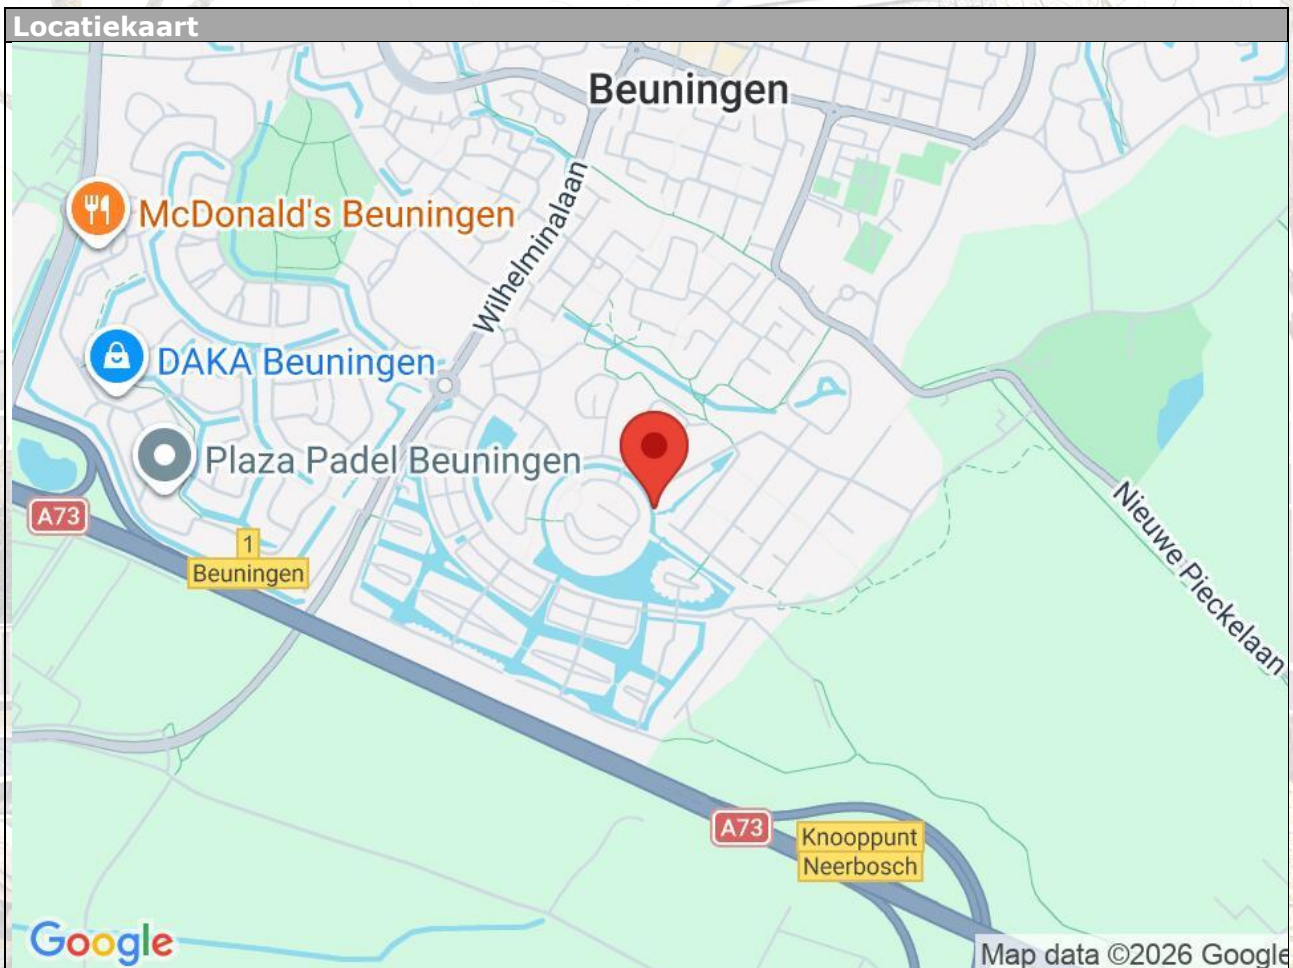 Locatiekaart
Beuningen
McDonald's Beuningen
Wilhelminalaan
DAKA Beuningen
Plaza Padel Beuningen
A73
1
Beuningen
Nieuwe Pieckelaan
A73
Knooppunt
Neerbosch
Google
Map data ©2026 Google